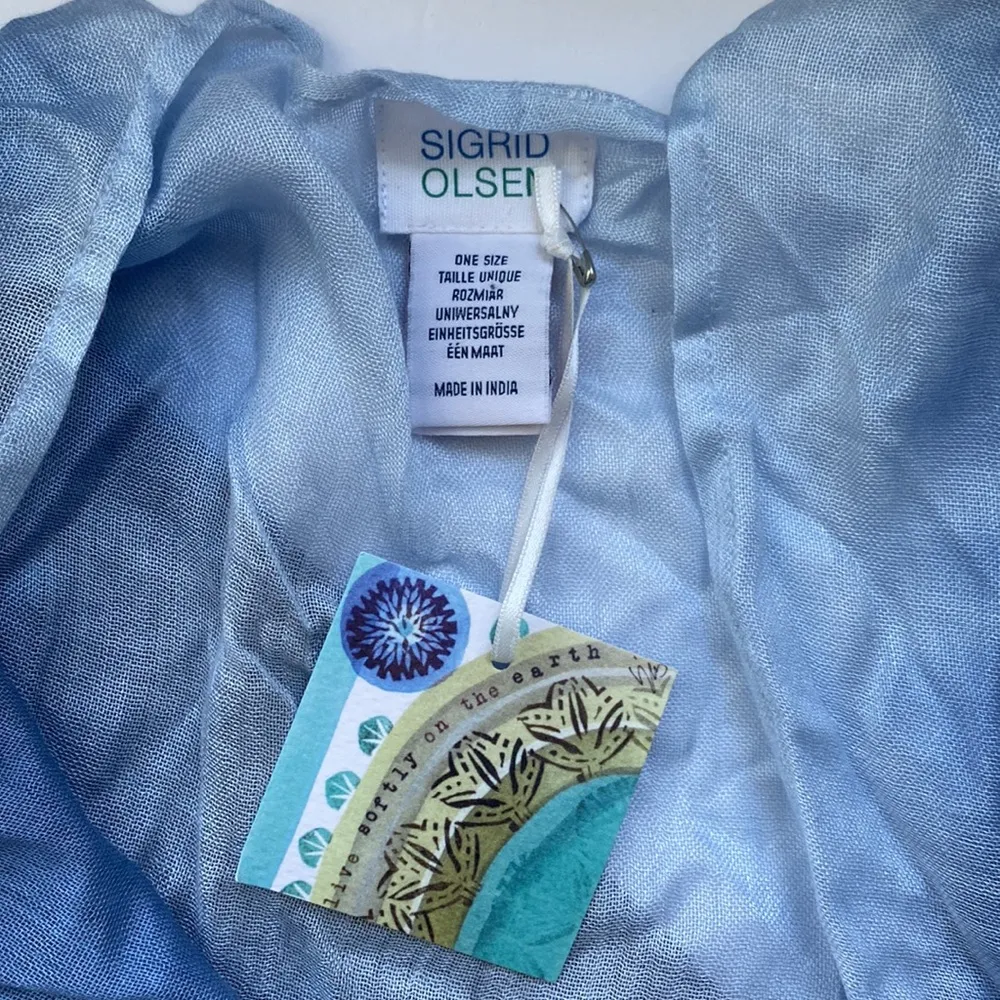 SIGRID
OLSEN
ONE SIZE
TAILLE UNIQUE
ROZMIAR
UNIWERSALNY
EINHEITSGRÖSSE
ÉÉN MAAT
MADE IN INDIA
live softly on the earth